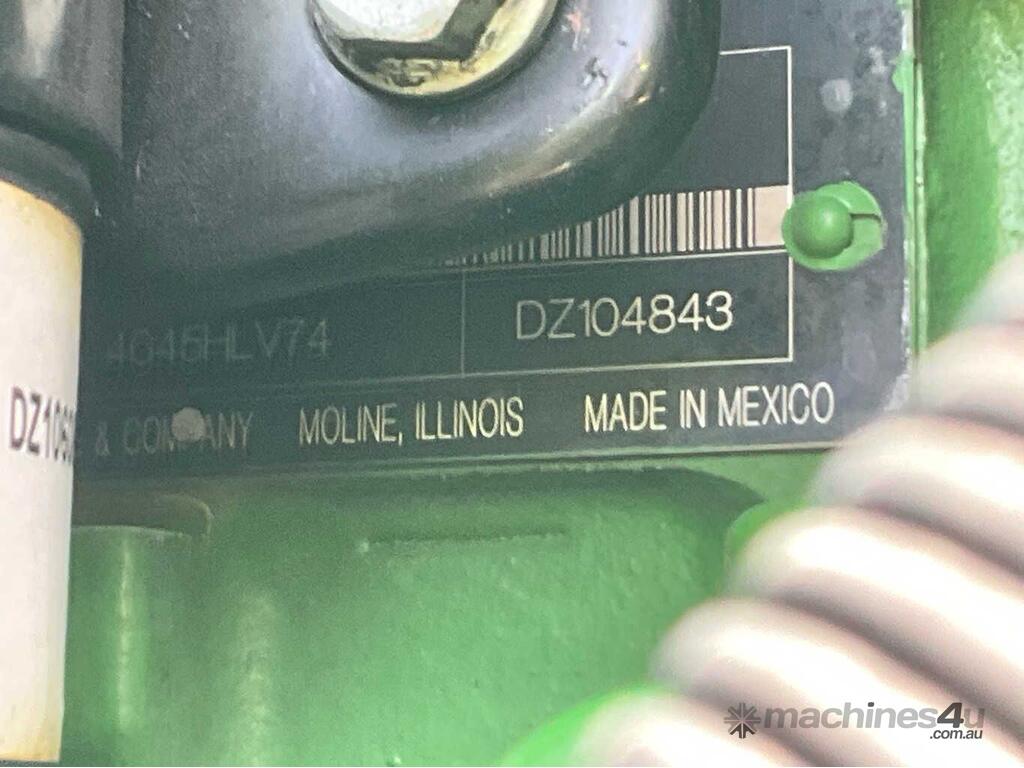 4045HLV74 DZ104843
& COMPANY MOLINE, ILLINOIS MADE IN MEXICO
machines4u
.com.au